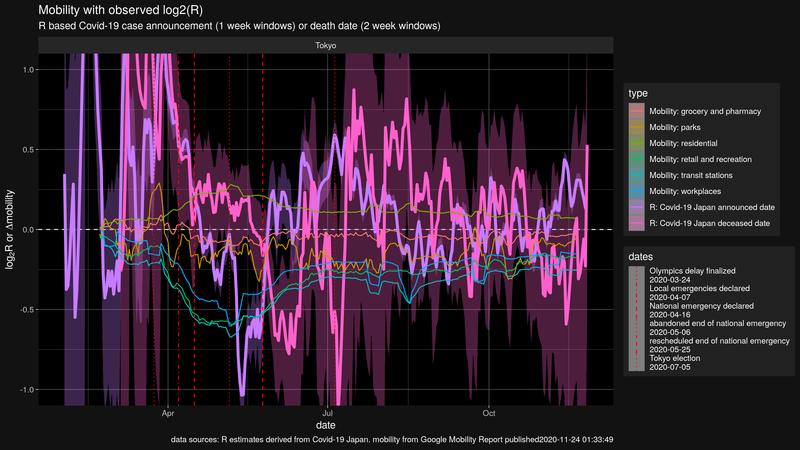 Mobility with observed log2(R)
R based Covid-19 case announcement (1 week windows) or death date (2 week windows)
Tokyo
1.0
0.5
0.0
-0.5
-1.0
log2R or Δmobility
Apr
Jul
Oct
date
type
Mobility: grocery and pharmacy
Mobility: parks
Mobility: residential
Mobility: retail and recreation
Mobility: transit stations
Mobility: workplaces
R: Covid-19 Japan announced date
R: Covid-19 Japan deceased date
dates
Olympics delay finalized
2020-03-24
Local emergencies declared
2020-04-07
National emergency declared
2020-04-16
abandoned end of national emergency
2020-05-06
rescheduled end of national emergency
2020-05-25
Tokyo election
2020-07-05
data sources: R estimates derived from Covid-19 Japan. mobility from Google Mobility Report published2020-11-24 01:33:49